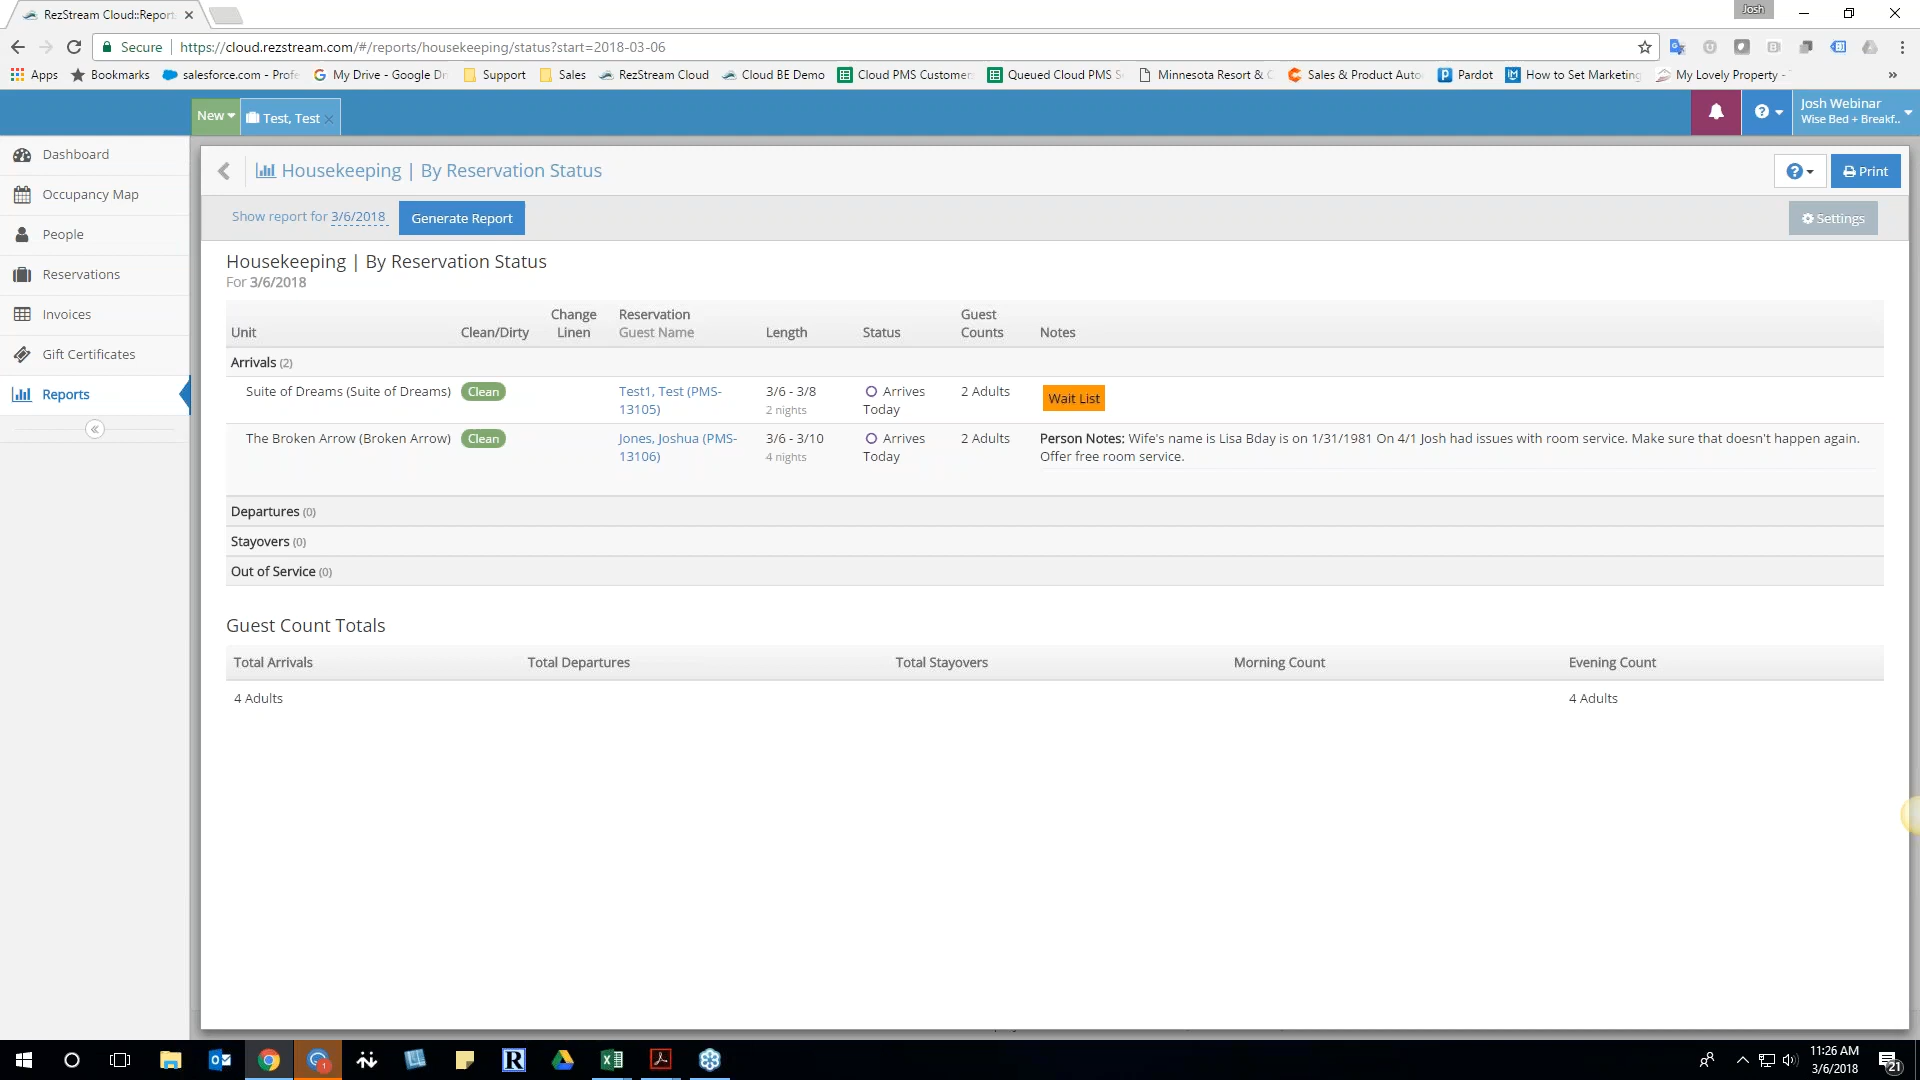 RezStream Cloud::Report
Josh
Secure
https://cloud.rezstream.com/#/reports/housekeeping/status?start=2018-03-06
Apps
Bookmarks
salesforce.com - Profe
My Drive - Google Dr
Support
Sales
RezStream Cloud
Cloud BE Demo
Cloud PMS Customer
Queued Cloud PMS S
Minnesota Resort & C
Sales & Product Auto
Pardot
How to Set Marketing
My Lovely Property -
»
New
Test, Test
Josh Webinar
Wise Bed + Breakf..
Dashboard
Occupancy Map
People
Reservations
Invoices
Gift Certificates
Reports
Housekeeping | By Reservation Status
Print
Show report for 3/6/2018
Generate Report
Settings
Housekeeping | By Reservation Status
For 3/6/2018
Unit
Clean/Dirty
Change
Linen
Reservation
Guest Name
Length
Status
Guest
Counts
Notes
Arrivals (2)
Suite of Dreams (Suite of Dreams)
Clean
Test1, Test (PMS-
13105)
3/6 - 3/8
2 nights
Arrives
Today
2 Adults
Wait List
The Broken Arrow (Broken Arrow)
Clean
Jones, Joshua (PMS-
13106)
3/6 - 3/10
4 nights
Arrives
Today
2 Adults
Person Notes: Wife's name is Lisa Bday is on 1/31/1981 On 4/1 Josh had issues with room service. Make sure that doesn't happen again.
Offer free room service.
Departures (0)
Stayovers (0)
Out of Service (0)
Guest Count Totals
Total Arrivals
Total Departures
Total Stayovers
Morning Count
Evening Count
4 Adults
4 Adults
11:26 AM
3/6/2018
21